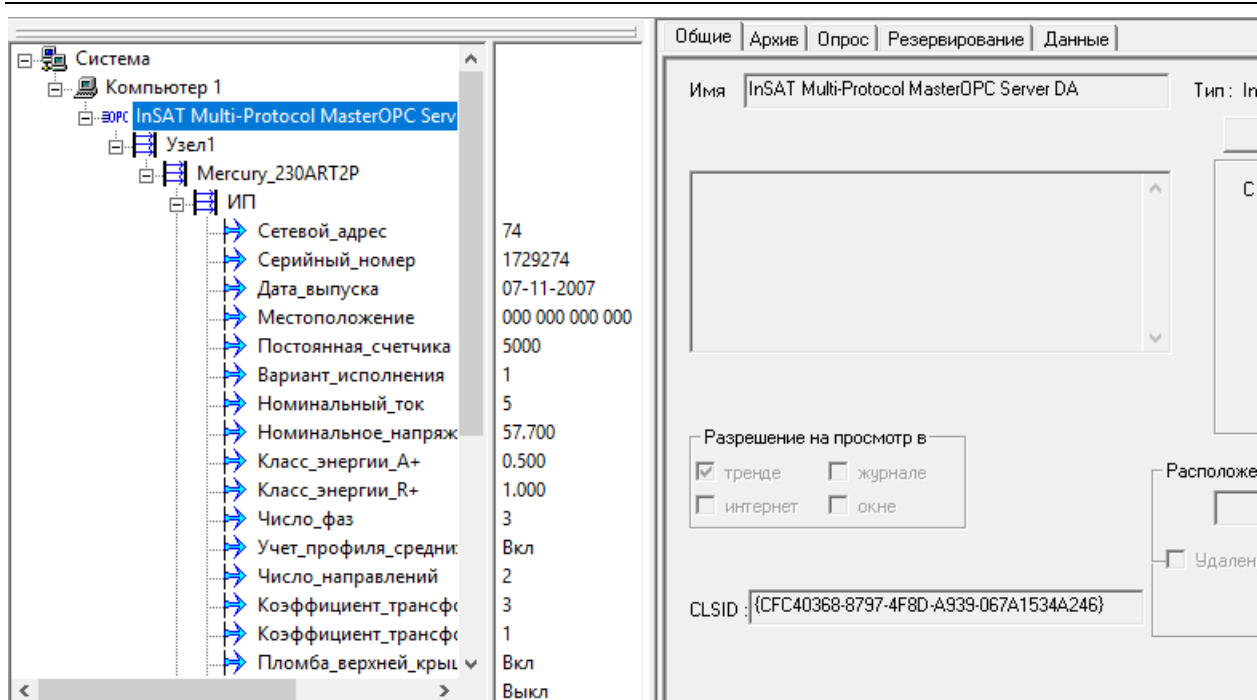 Система
Компьютер 1
InSAT Multi-Protocol MasterOPC Serv
Узел1
Mercury_230ART2P
ИП
Сетевой_адрес 74
Серийный_номер 1729274
Дата_выпуска 07-11-2007
Местоположение 000 000 000 000
Постоянная_счетчика 5000
Вариант_исполнения 1
Номинальный_ток 5
Номинальное_напряж 57.700
Класс_энергии_A+ 0.500
Класс_энергии_R+ 1.000
Число_фаз 3
Учет_профиля_средни Вкл
Число_направлений 2
Коэффициент_трансфо 3
Коэффициент_трансфо 1
Пломба_верхней_кры Вкл
Выкл
Общие Архив Опрос Резервирование Данные
Имя InSAT Multi-Protocol MasterOPC Server DA Тип : In
С
Разрешение на просмотр в
тренде журнале
интернет окне
Расположе
Удален
CLSID : {CFC40368-8797-4F8D-A939-067A1534A246}